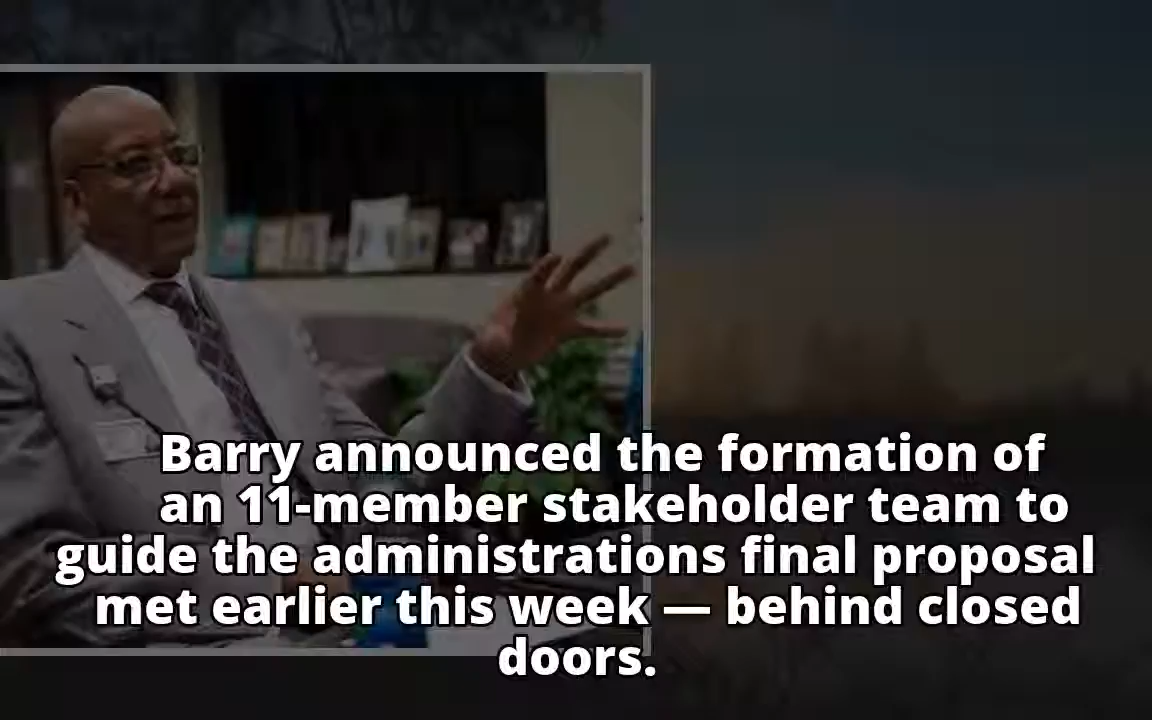 Barry announced the formation of
an 11-member stakeholder team to
guide the administrations final proposal
met earlier this week — behind closed
doors.